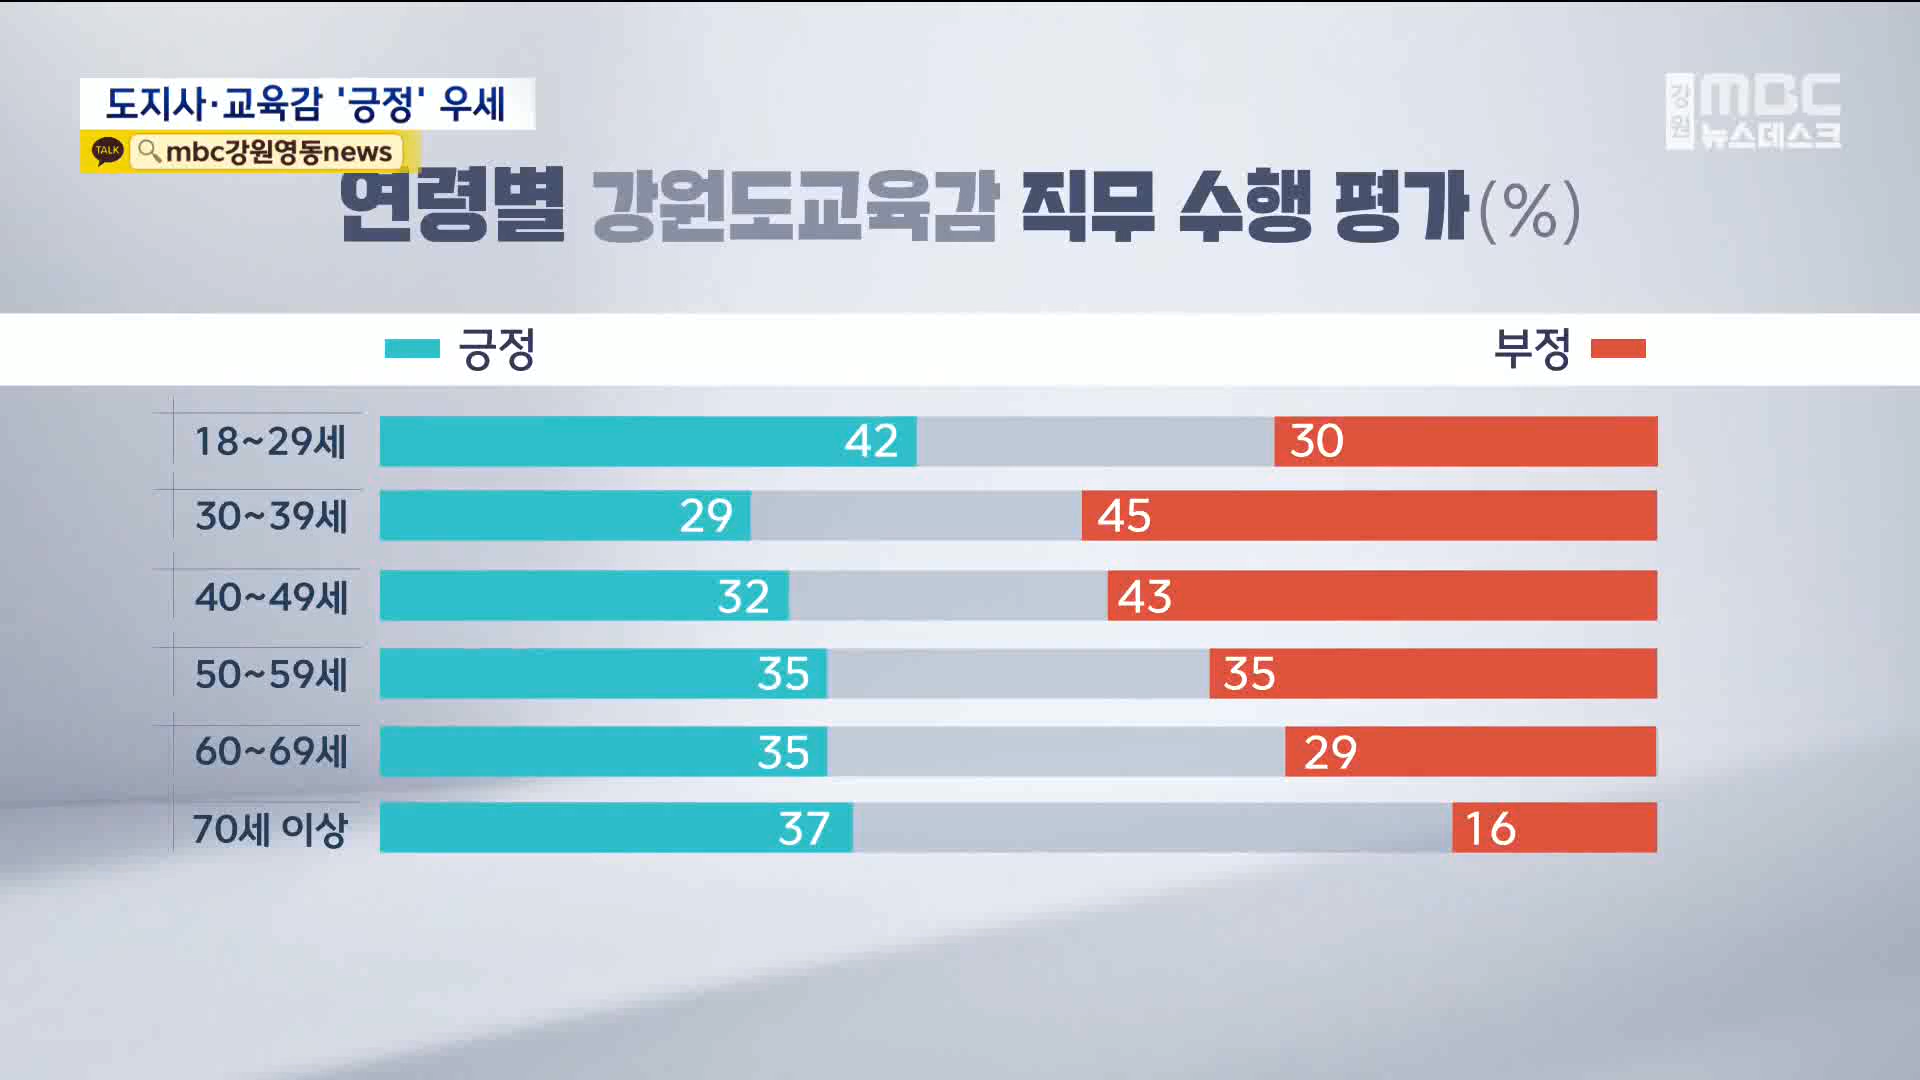 도지사·교육감 '긍정' 우세
강원 MBC 뉴스데스크
TALK mbc강원영동news
연령별 강원도교육감 직무 수행 평가(%)
긍정 부정
18~29세 42 30
30~39세 29 45
40~49세 32 43
50~59세 35 35
60~69세 35 29
70세 이상 37 16